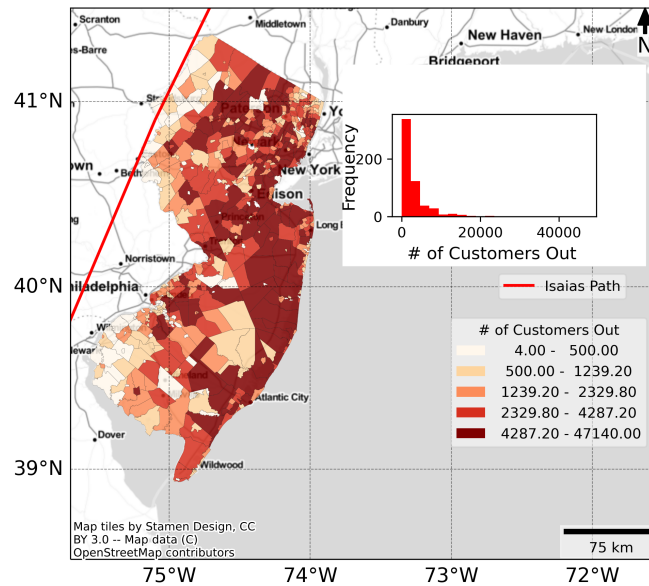 Scranton
Middletown
Danbury
New Haven
New London
N
Bridgeport
41°N
Frequency
200
0
0
20000
40000
# of Customers Out
New York
Edison
Princeton
Long
Norristown
40°N
Isaias Path
# of Customers Out
4.00 - 500.00
500.00 - 1239.20
1239.20 - 2329.80
2329.80 - 4287.20
4287.20 - 47140.00
Atlantic City
Dover
39°N
Wildwood
Map tiles by Stamen Design, CC
BY 3.0 -- Map data (C)
OpenStreetMap contributors
75 km
75°W
74°W
73°W
72°W